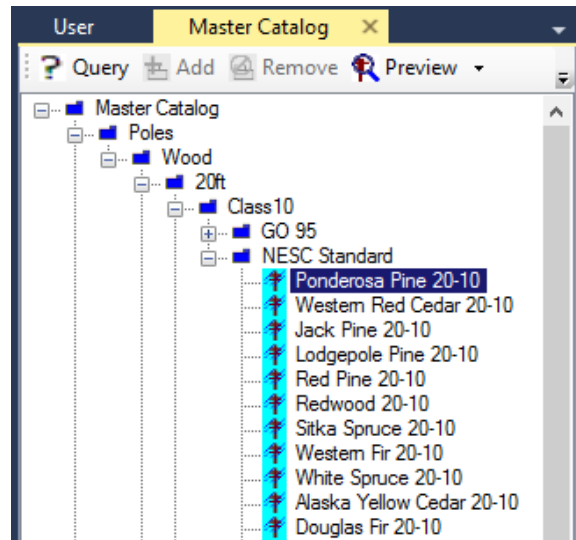 User Master Catalog
? Query Add Remove Preview
Master Catalog
Poles
Wood
20ft
Class10
GO 95
NESC Standard
Ponderosa Pine 20-10
Western Red Cedar 20-10
Jack Pine 20-10
Lodgepole Pine 20-10
Red Pine 20-10
Redwood 20-10
Sitka Spruce 20-10
Western Fir 20-10
White Spruce 20-10
Alaska Yellow Cedar 20-10
Douglas Fir 20-10